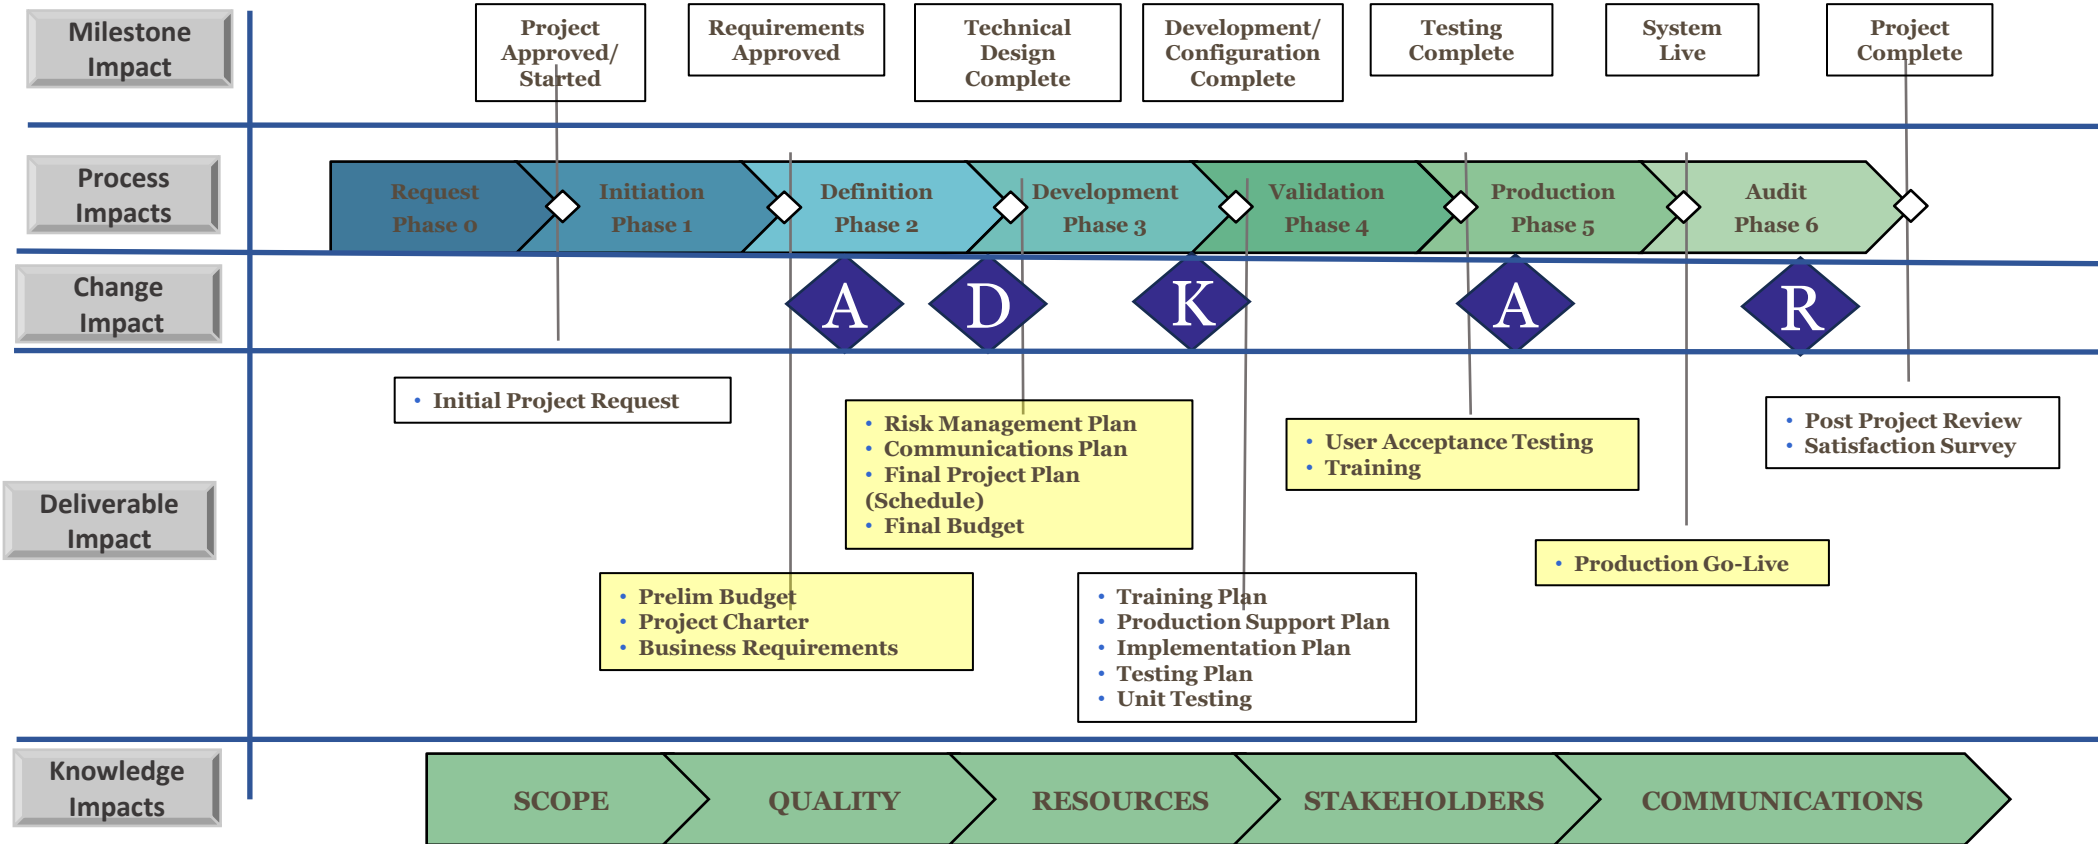 Milestone
Impact
Project
Approved/
Started
Requirements
Approved
Technical
Design
Complete
Development/
Configuration
Complete
Testing
Complete
System
Live
Project
Complete
Process
Impacts
Request
Phase 0
Initiation
Phase 1
Definition
Phase 2
Development
Phase 3
Validation
Phase 4
Production
Phase 5
Audit
Phase 6
Change
Impact
A
D
K
A
R
Deliverable
Impact
• Initial Project Request
• Risk Management Plan
• Communications Plan
• Final Project Plan
(Schedule)
• Final Budget
• User Acceptance Testing
• Training
• Post Project Review
• Satisfaction Survey
• Prelim Budget
• Project Charter
• Business Requirements
• Training Plan
• Production Support Plan
• Implementation Plan
• Testing Plan
• Unit Testing
• Production Go-Live
Knowledge
Impacts
SCOPE
QUALITY
RESOURCES
STAKEHOLDERS
COMMUNICATIONS